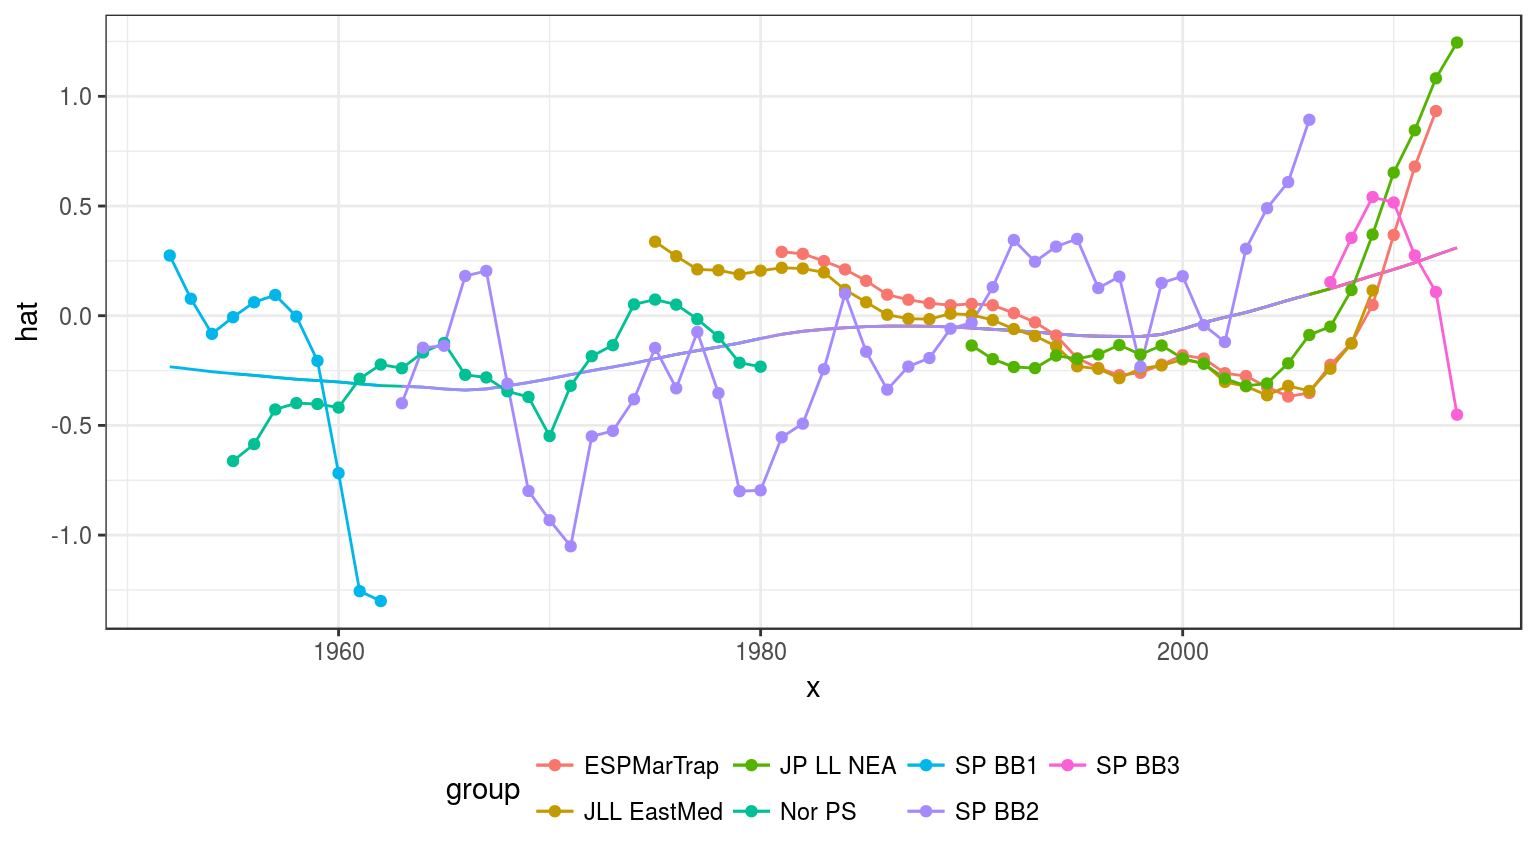 1.0
0.5
0.0
-0.5
-1.0
hat
1960 1980 2000
x
group
ESPMarTrap JP LL NEA SP BB1 SP BB3
JLL EastMed Nor PS SP BB2